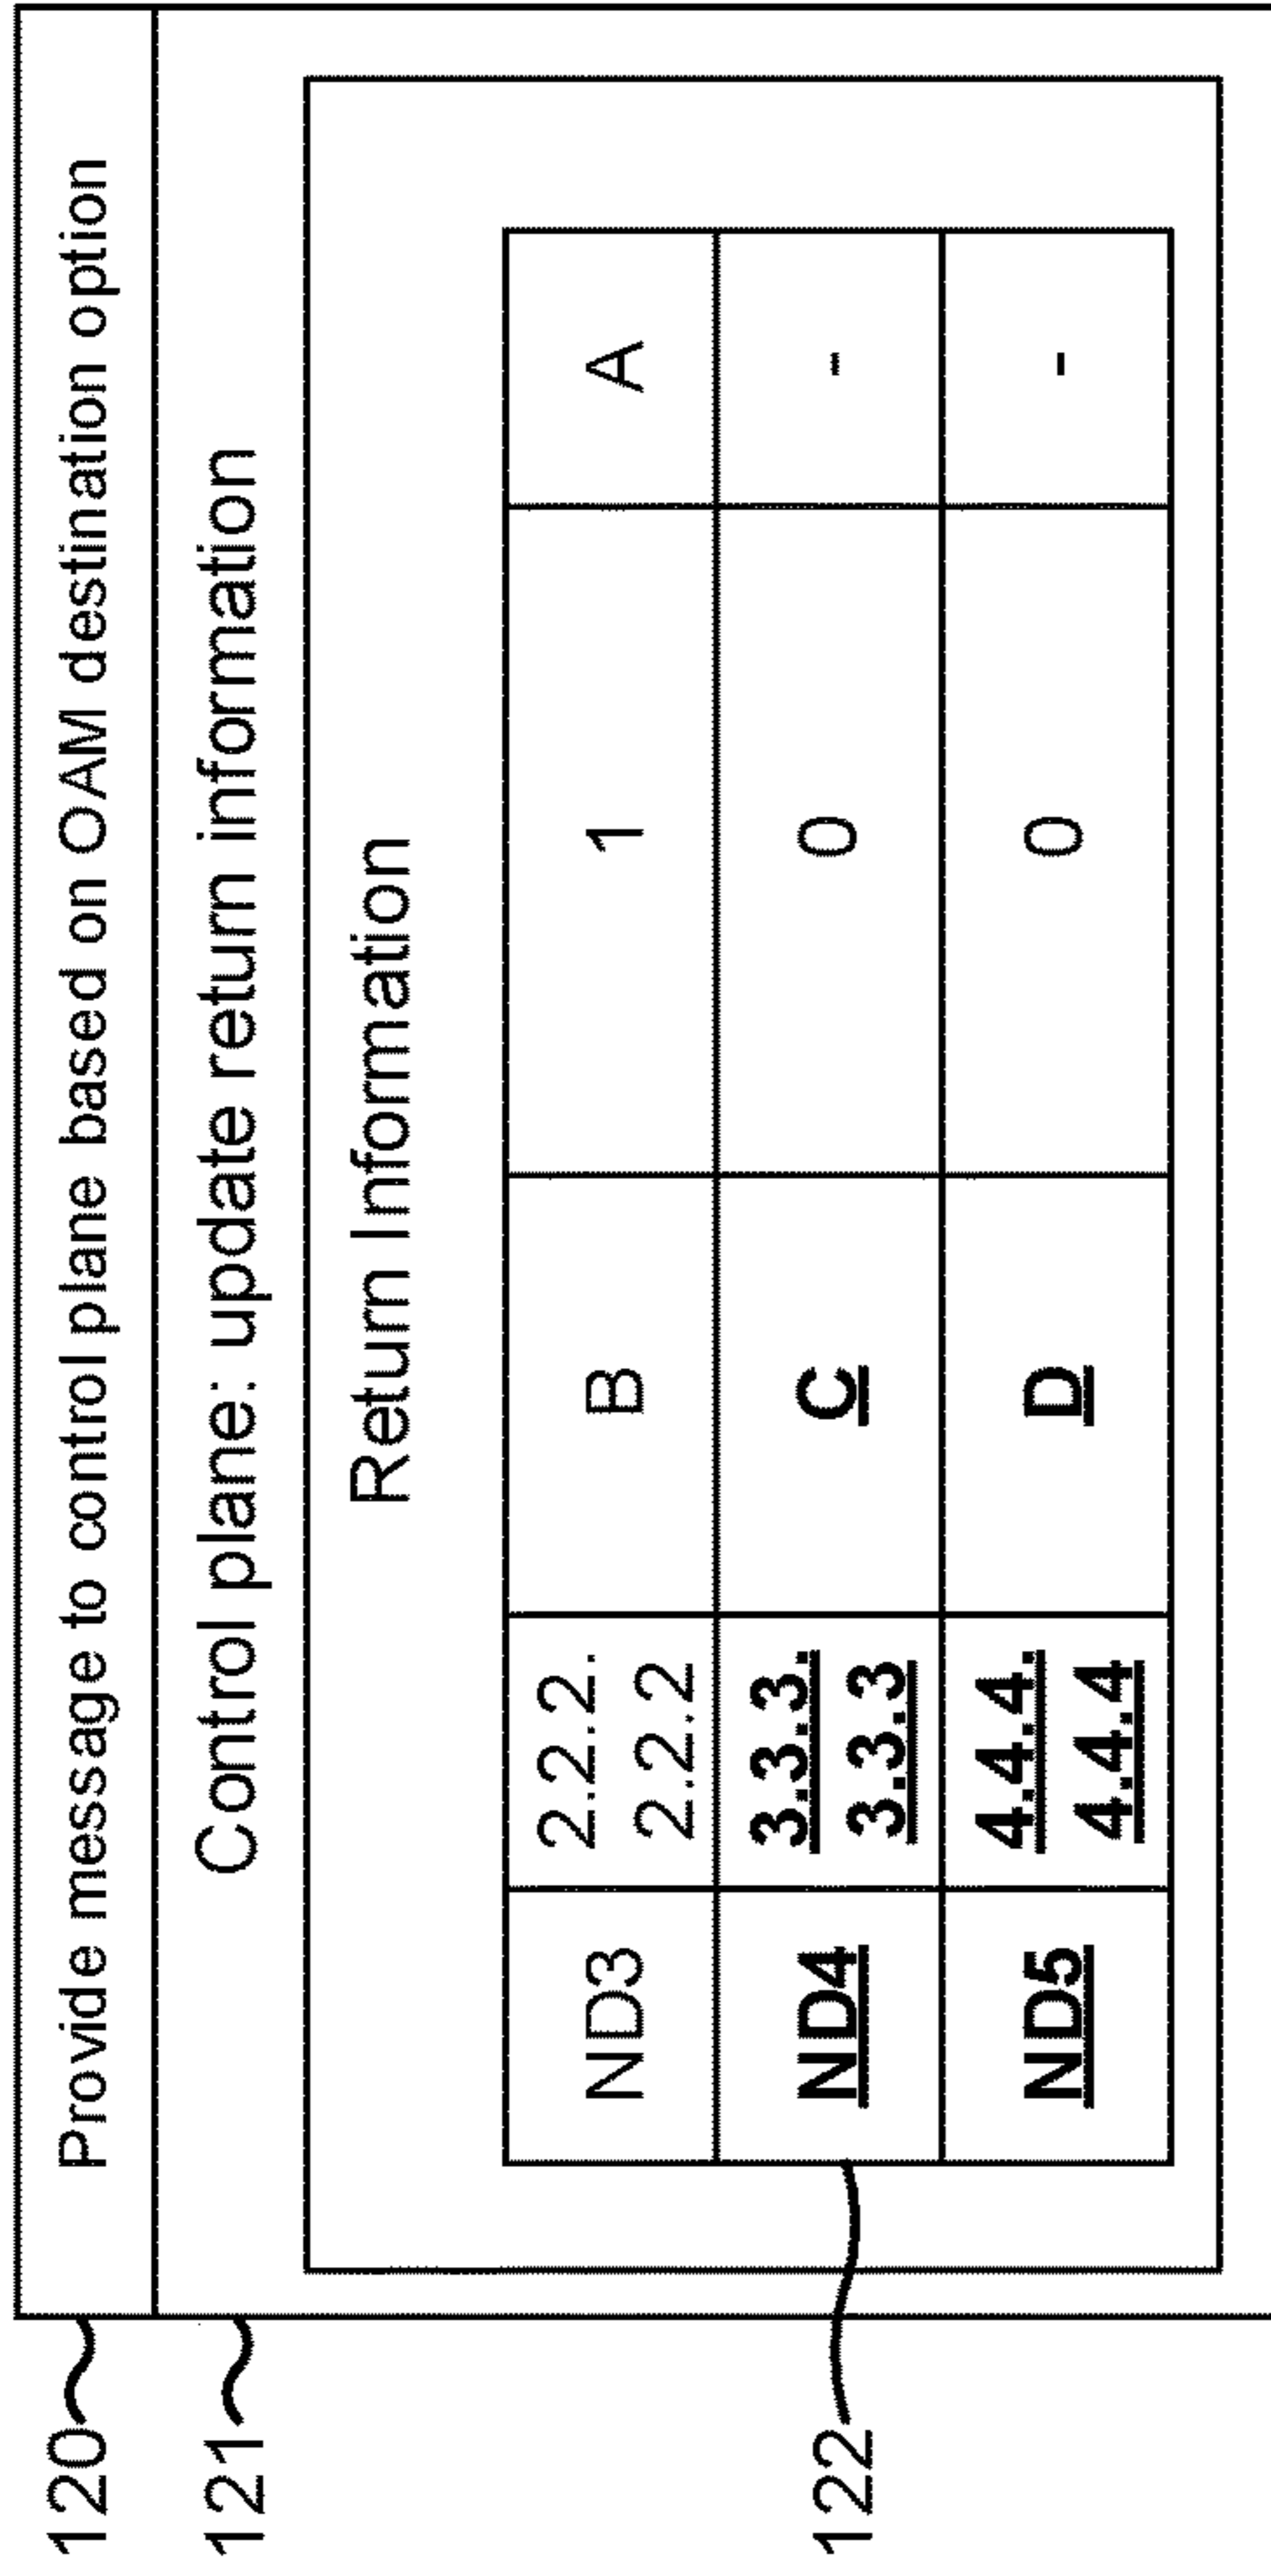 120
Provide message to control plane based on OAM destination option
121
Control plane: update return information
Return Information
ND3
2.2.2.
2.2.2
B
1
A
122
ND4
3.3.3.
3.3.3
C
0
-
ND5
4.4.4.
4.4.4
D
0
-